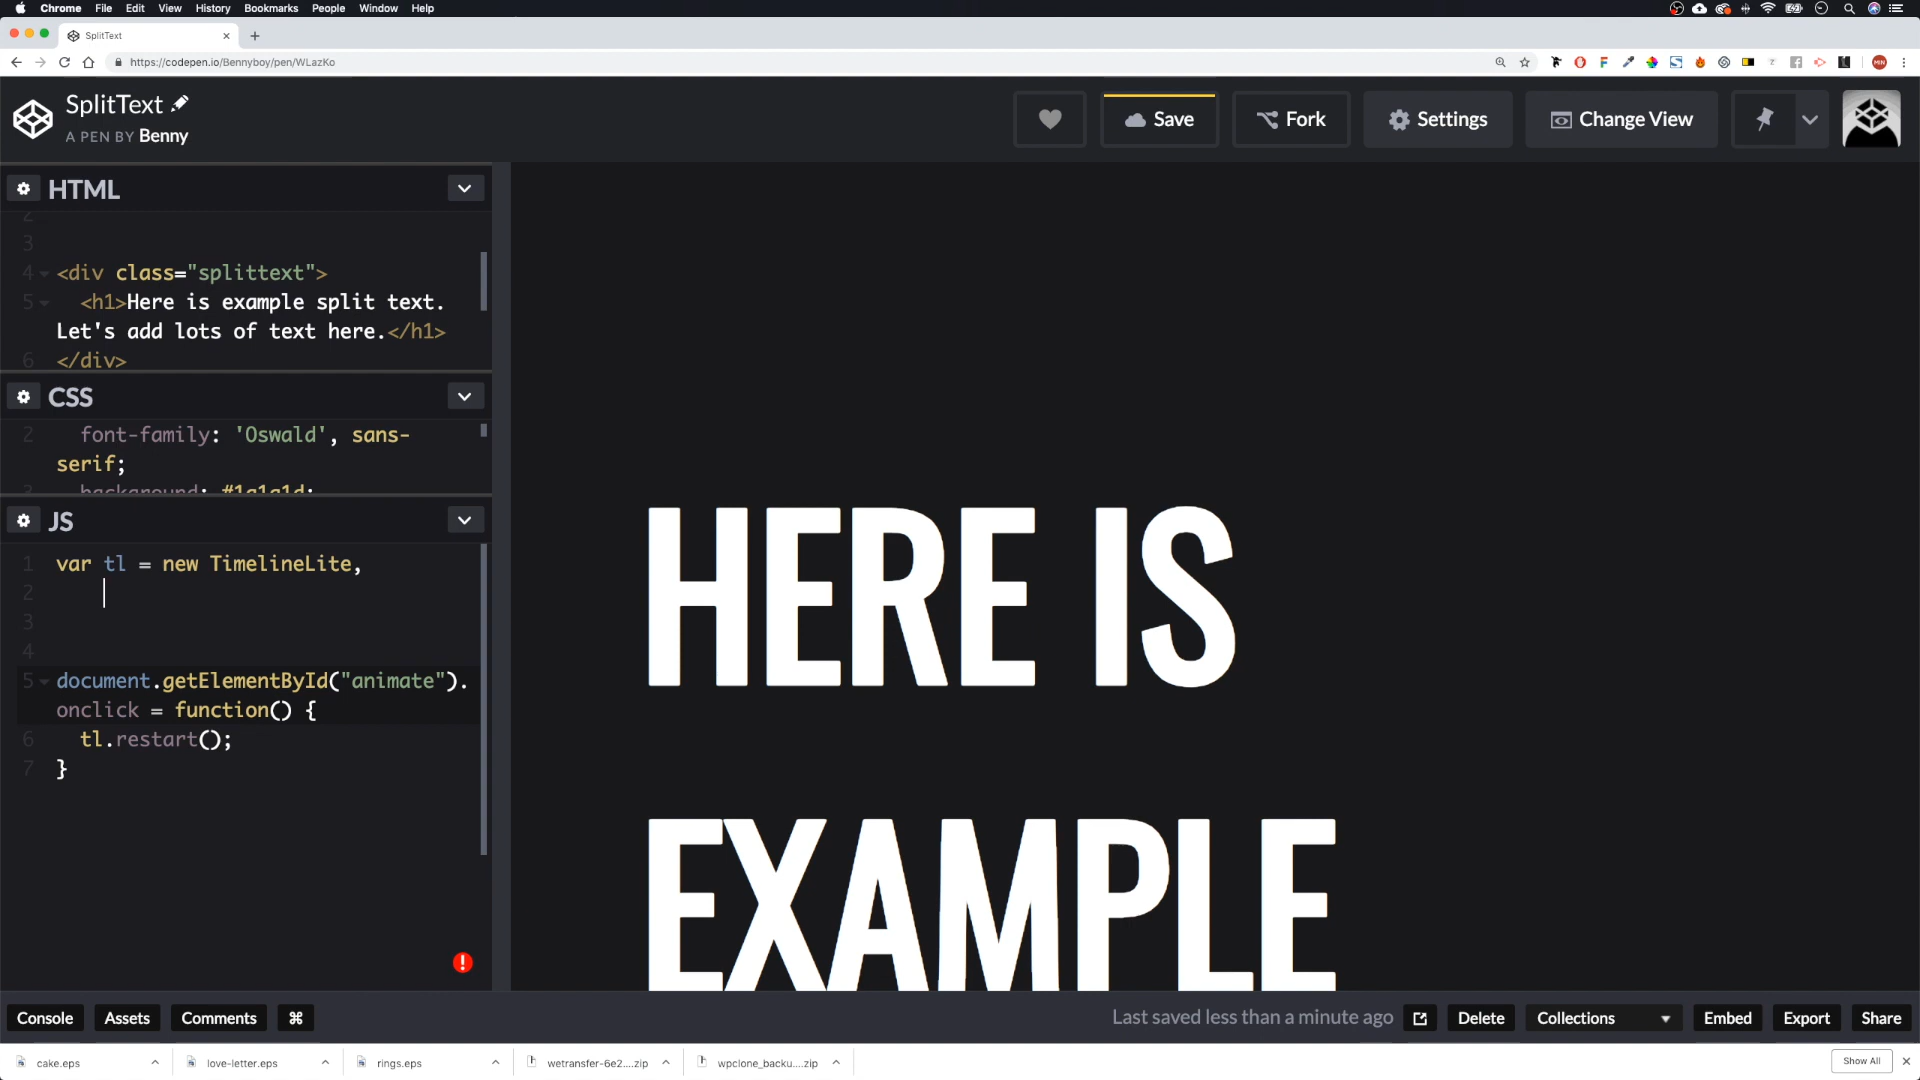 Chrome File Edit View History Bookmarks People Window Help
SplitText
https://codepen.io/Bennyboy/pen/WLazKo
SplitText
A PEN BY Benny
Save
Fork
Settings
Change View
HTML
2
3
4 <div class="splittext">
5 <h1>Here is example split text.
Let's add lots of text here.</h1>
6 </div>
CSS
2 font-family: 'Oswald', sans-
serif;
3 background: #1a1a1d;
JS
1 var tl = new TimelineLite,
2
3
4
5 document.getElementById("animate").
onclick = function() {
6 tl.restart();
7 }
HERE IS
EXAMPLE
Console Assets Comments ⌘
Last saved less than a minute ago
Delete Collections Embed Export Share
cake.eps love-letter.eps rings.eps wetransfer-6e2....zip wpclone_backu....zip Show All